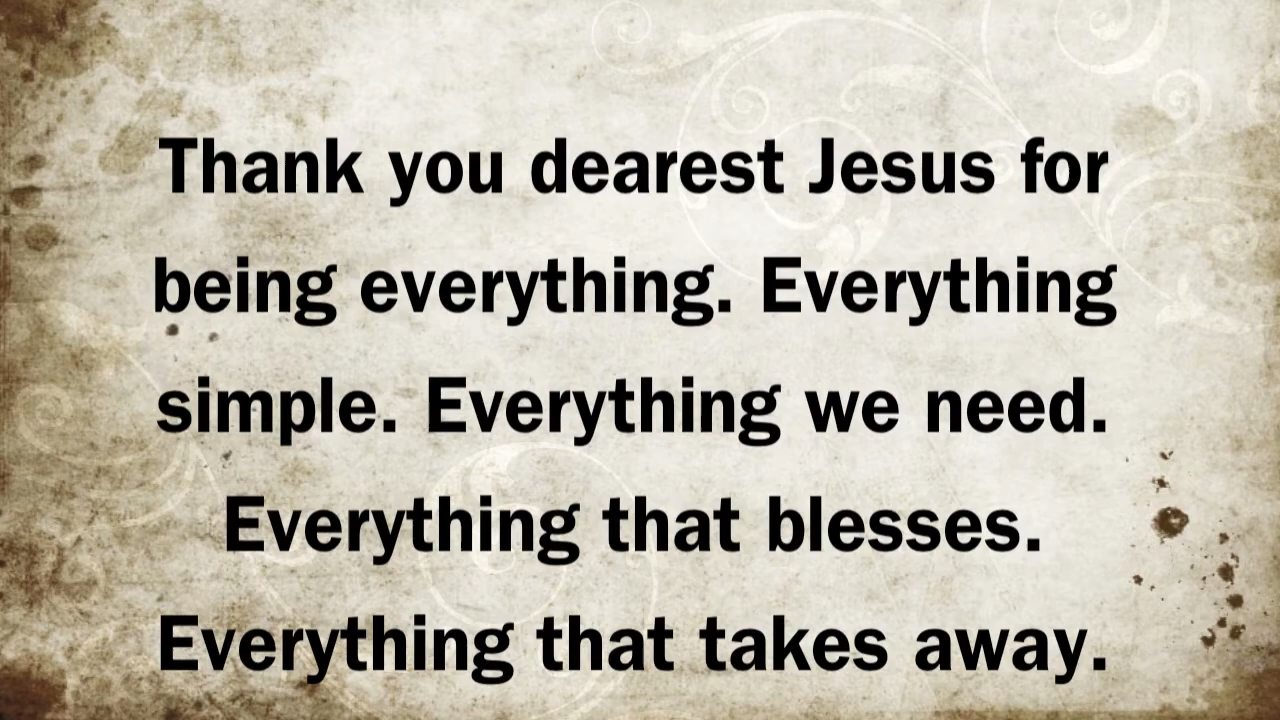 Thank you dearest Jesus for
being everything. Everything
simple. Everything we need.
Everything that blesses.
Everything that takes away.